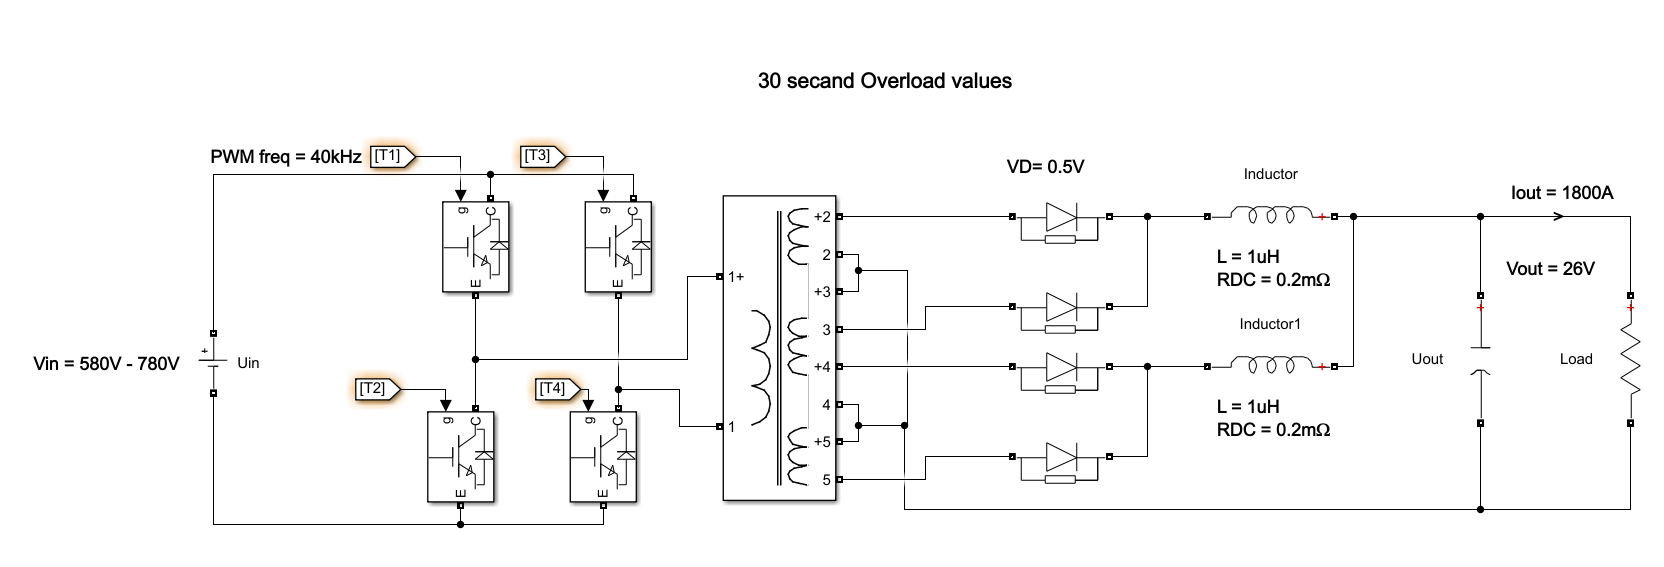 30 secand Overload values
PWM freq = 40kHz
[T1]
[T3]
VD= 0.5V
Inductor
Iout = 1800A
g
C
g
C
E
E
+2
2
+3
3
+4
4
+5
5
1+
1
+
L = 1uH
RDC = 0.2mΩ
Vout = 26V
+
+
Inductor1
+
Vin = 580V - 780V
+
Uin
Uout
Load
[T2]
[T4]
L = 1uH
RDC = 0.2mΩ
g
C
g
C
E
E